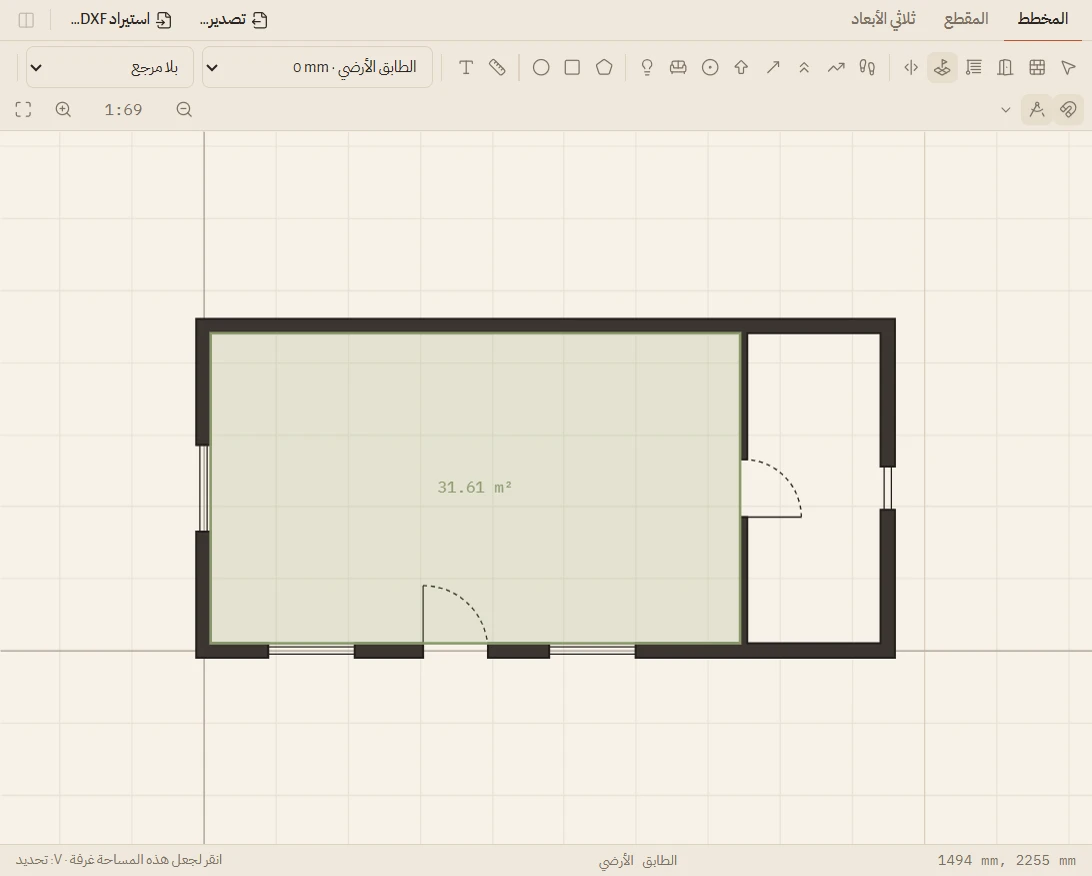 المخطط
المقطع
ثلاثي الأبعاد
تصدير...
استيراد DXF...
الطابق الأرضي · 0 mm
بلا مرجع
1:69
31.61 m²
1494 mm, 2255 mm
الطابق الأرضي
انقر لجعل هذه المساحة غرفة · V: تحديد